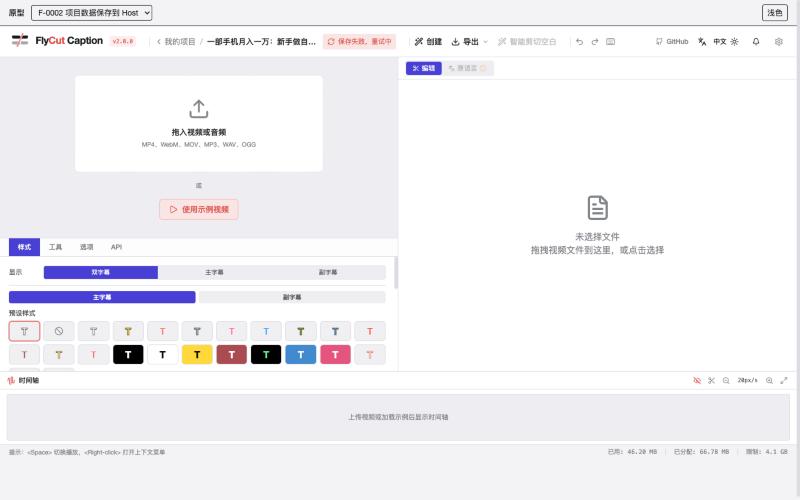 原型 F-0002 项目数据保存到 Host 浅色
FlyCut Caption v2.0.0 我的项目 / 一部手机月入一万：新手做自... 保存失败，重试中 创建 导出 智能剪切空白 GitHub 中文
编辑
拖入视频或音频
MP4、WebM、MOV、MP3、WAV、OGG
或
使用示例视频
未选择文件
拖拽视频文件到这里，或点击选择
样式 工具 选项 API
显示 双字幕 主字幕 副字幕
主字幕 副字幕
预设样式
T T T T T T T T T T
T T T T T T T T T T T
时间轴 20px/s
上传视频或加载示例后显示时间轴
提示：<Space> 切换播放，<Right-click> 打开上下文菜单 已用：46.20 MB 已分配：66.78 MB 限制：4.1 GB